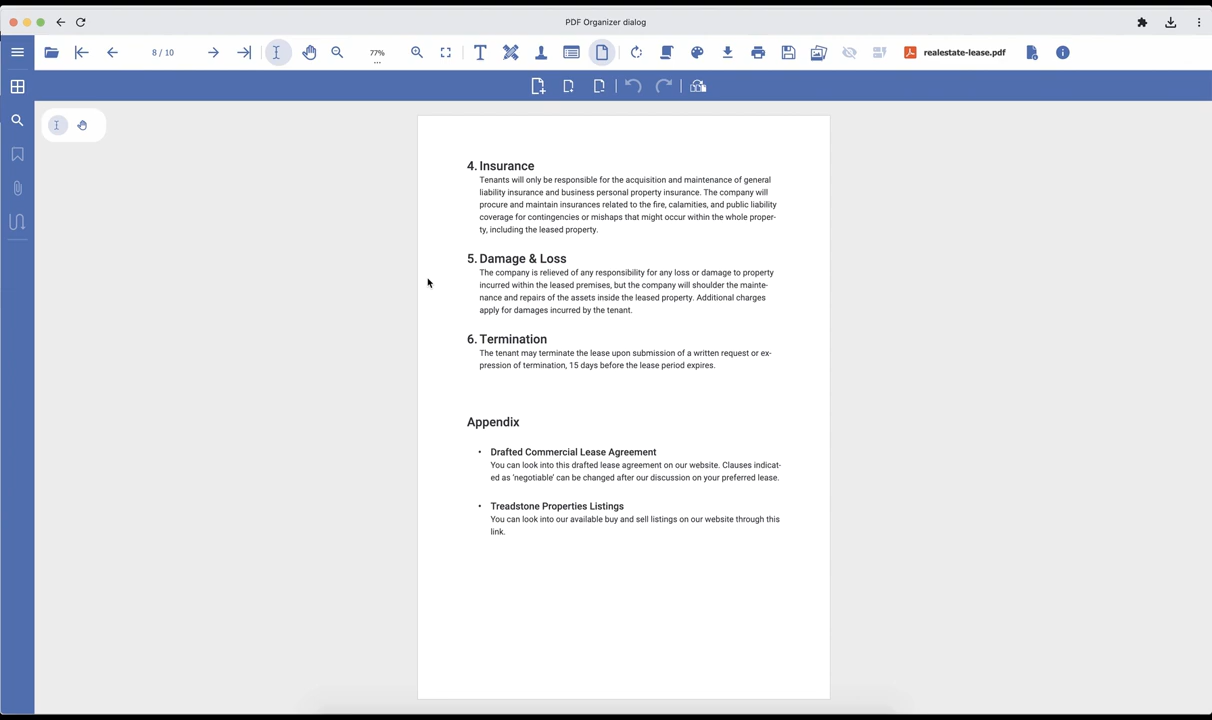 PDF Organizer dialog
8 / 10
77%
realestate-lease.pdf
4. Insurance
Tenants will only be responsible for the acquisition and maintenance of general
liability insurance and business personal property insurance. The company will
procure and maintain insurances related to the fire, calamities, and public liability
coverage for contingencies or mishaps that might occur within the whole proper-
ty, including the leased property.
5. Damage & Loss
The company is relieved of any responsibility for any loss or damage to property
incurred within the leased premises, but the company will shoulder the mainte-
nance and repairs of the assets inside the leased property. Additional charges
apply for damages incurred by the tenant.
6. Termination
The tenant may terminate the lease upon submission of a written request or ex-
pression of termination, 15 days before the lease period expires.
Appendix
• Drafted Commercial Lease Agreement
You can look into this drafted lease agreement on our website. Clauses indicat-
ed as 'negotiable' can be changed after our discussion on your preferred lease.
• Treadstone Properties Listings
You can look into our available buy and sell listings on our website through this
link.